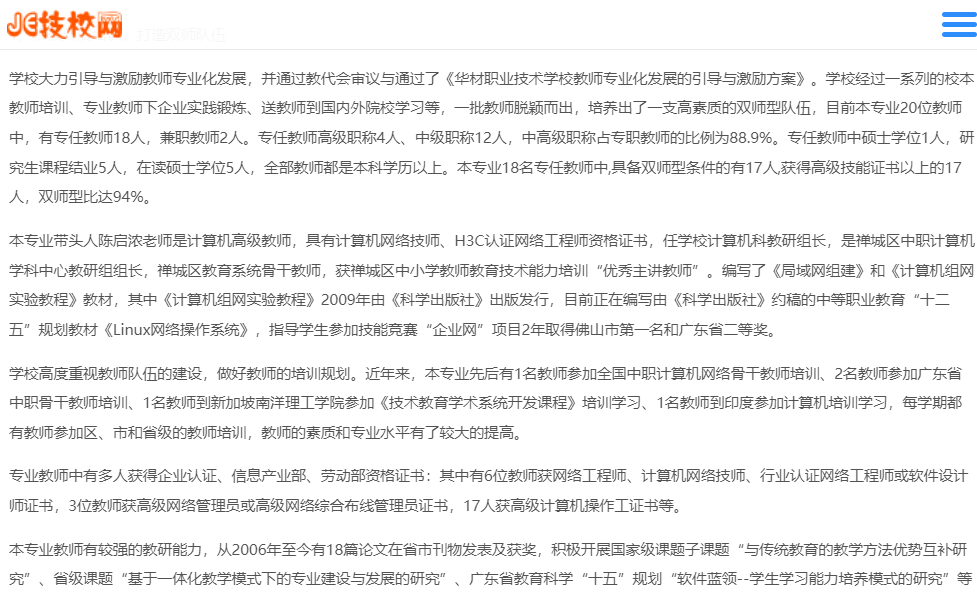 JE技校网
打造双师队伍
学校大力引导与激励教师专业化发展，并通过教代会审议与通过了《华材职业技术学校教师专业化发展的引导与激励方案》。学校经过一系列的校本
教师培训、专业教师下企业实践锻炼、送教师到国内外院校学习等，一批教师脱颖而出，培养出了一支高素质的双师型队伍，目前本专业20位教师
中，有专任教师18人，兼职教师2人。专任教师高级职称4人、中级职称12人，中高级职称占专职教师的比例为88.9%。专任教师中硕士学位1人，研
究生课程结业5人，在读硕士学位5人，全部教师都是本科学历以上。本专业18名专任教师中,具备双师型条件的有17人,获得高级技能证书以上的17
人，双师型比达94%。
本专业带头人陈启浓老师是计算机高级教师，具有计算机网络技师、H3C认证网络工程师资格证书，任学校计算机科教研组长，是禅城区中职计算机
学科中心教研组组长，禅城区教育系统骨干教师，获禅城区中小学教师教育技术能力培训“优秀主讲教师”。编写了《局域网组建》和《计算机组网
实验教程》教材，其中《计算机组网实验教程》2009年由《科学出版社》出版发行，目前正在编写由《科学出版社》约稿的中等职业教育“十二
五”规划教材《Linux网络操作系统》，指导学生参加技能竞赛“企业网”项目2年取得佛山市第一名和广东省二等奖。
学校高度重视教师队伍的建设，做好教师的培训规划。近年来，本专业先后有1名教师参加全国中职计算机网络骨干教师培训、2名教师参加广东省
中职骨干教师培训、1名教师到新加坡南洋理工学院参加《技术教育学术系统开发课程》培训学习、1名教师到印度参加计算机培训学习，每学期都
有教师参加区、市和省级的教师培训，教师的素质和专业水平有了较大的提高。
专业教师中有多人获得企业认证、信息产业部、劳动部资格证书：其中有6位教师获网络工程师、计算机网络技师、行业认证网络工程师或软件设计
师证书，3位教师获高级网络管理员或高级网络综合布线管理员证书，17人获高级计算机操作工证书等。
本专业教师有较强的教研能力，从2006年至今有18篇论文在省市刊物发表及获奖，积极开展国家级课题子课题“与传统教育的教学方法优势互补研
究”、省级课题“基于一体化教学模式下的专业建设与发展的研究”、广东省教育科学“十五”规划“软件蓝领--学生学习能力培养模式的研究”等